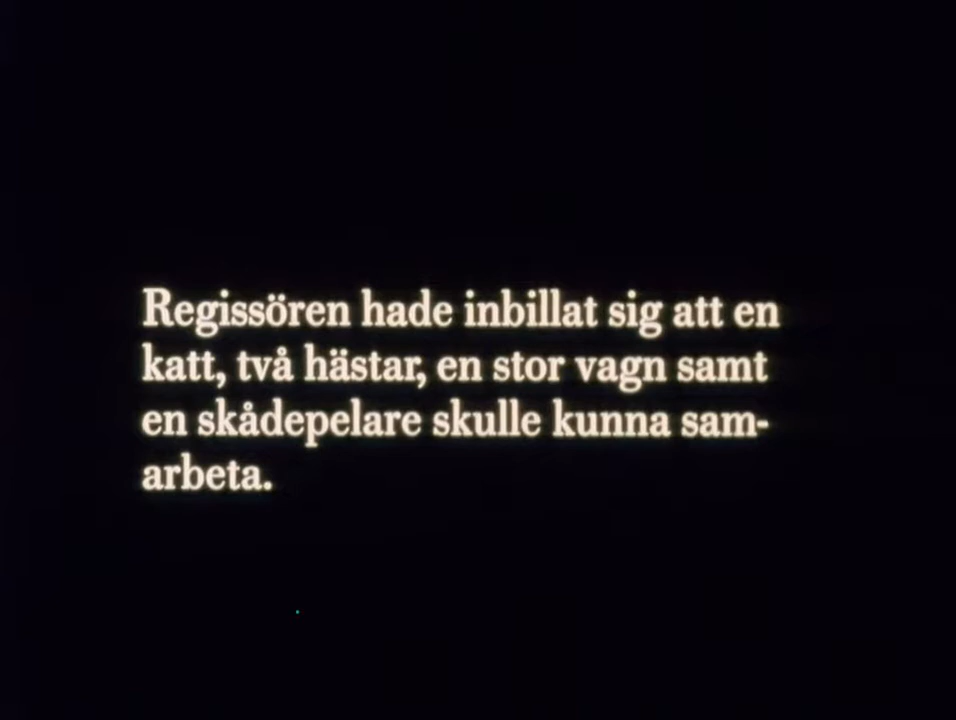 Regissören hade inbillat sig att en
katt, två hästar, en stor vagn samt
en skådepelare skulle kunna sam-
arbeta.